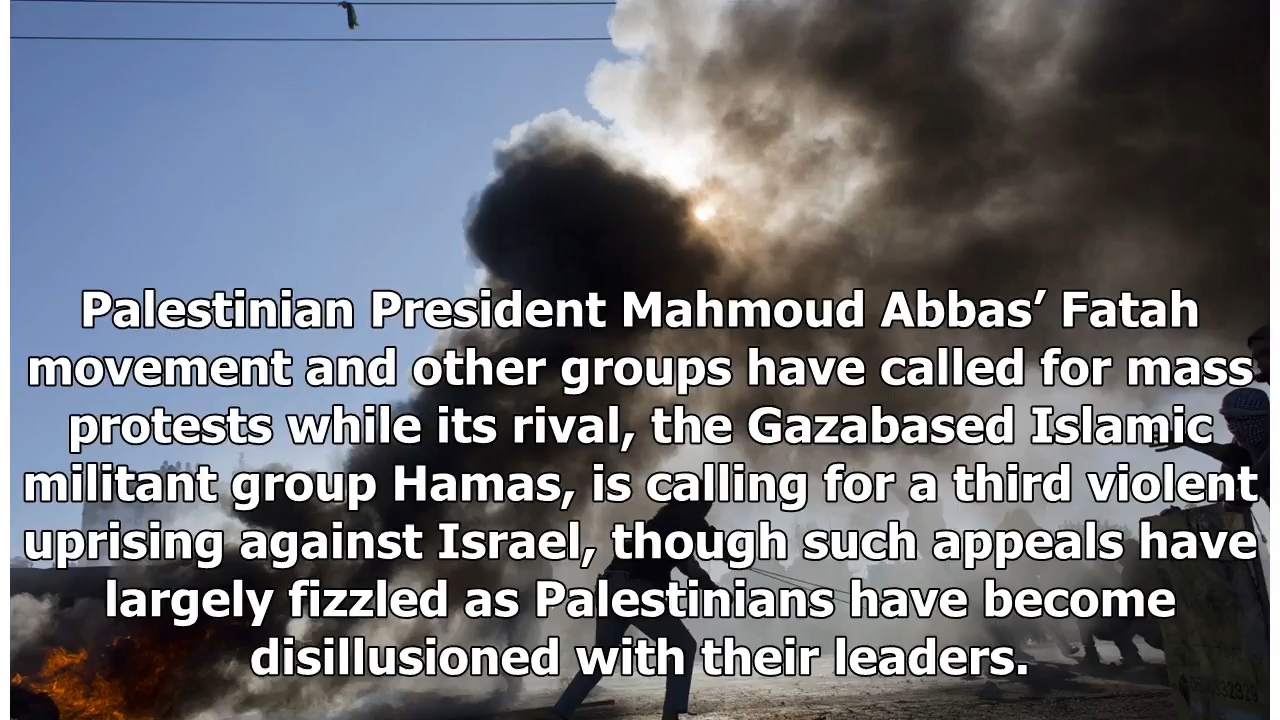 Palestinian President Mahmoud Abbas’ Fatah
movement and other groups have called for mass
protests while its rival, the Gazabased Islamic
militant group Hamas, is calling for a third violent
uprising against Israel, though such appeals have
largely fizzled as Palestinians have become
disillusioned with their leaders.